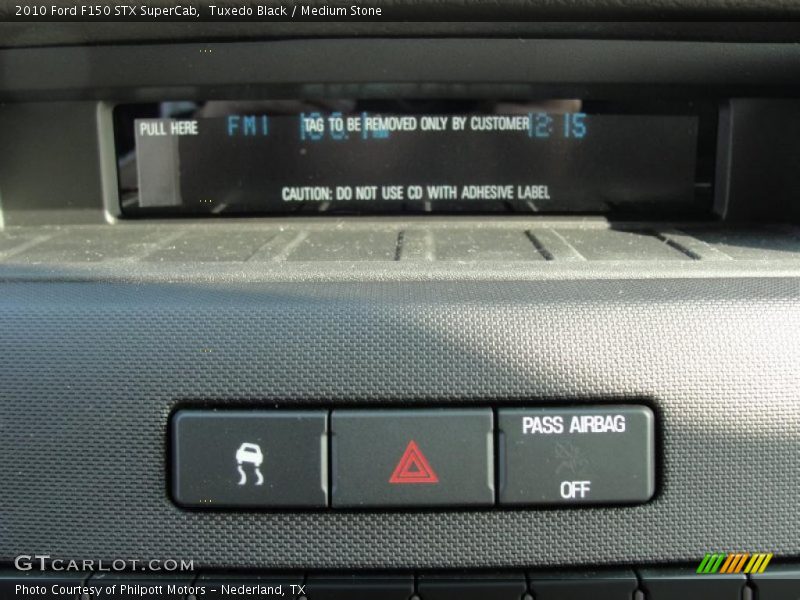 2010 Ford F150 STX SuperCab, Tuxedo Black / Medium Stone
PULL HERE
FM1
TAG TO BE REMOVED ONLY BY CUSTOMER
12:15
CAUTION: DO NOT USE CD WITH ADHESIVE LABEL
PASS AIRBAG
OFF
GTCARLOT.COM
Photo Courtesy of Philpott Motors - Nederland, TX